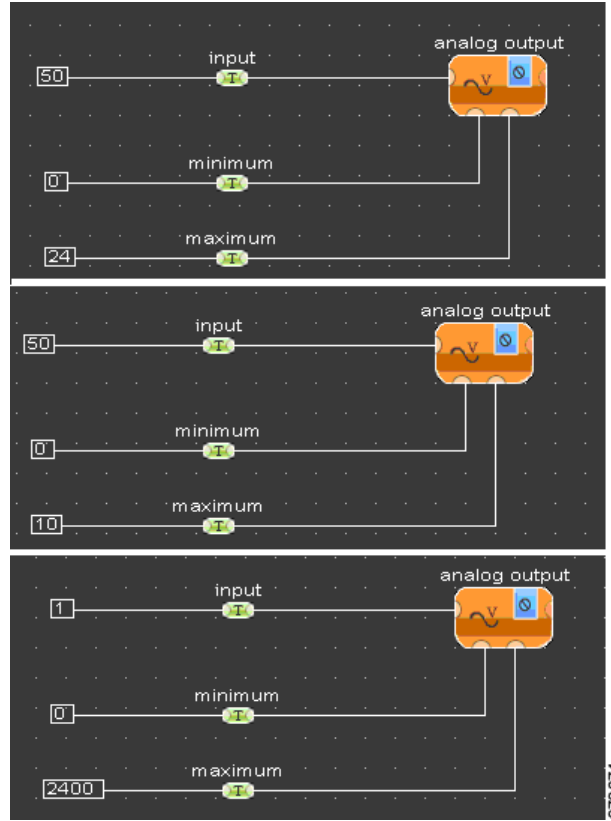 analog output
input
50
T
V
minimum
0
T
maximum
24
T
analog output
input
50
T
V
minimum
0
T
maximum
10
T
analog output
input
1
T
V
minimum
0
T
maximum
2400
T